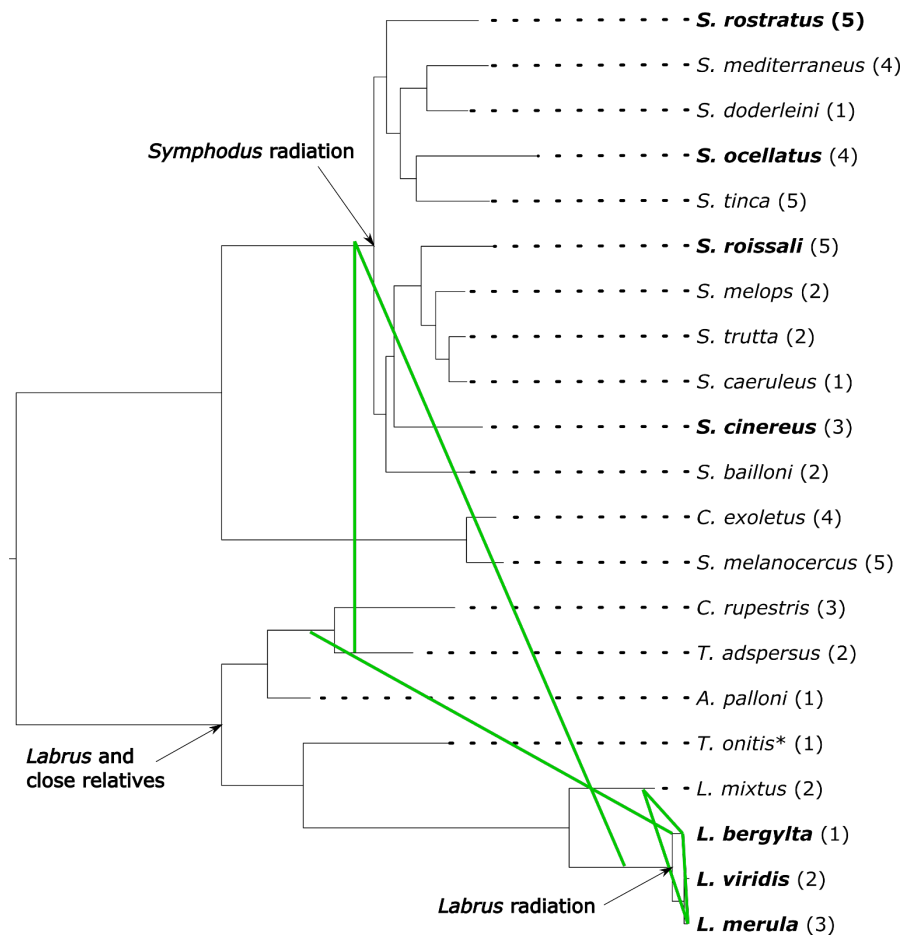 S. rostratus (5)
S. mediterraneus (4)
S. doderleini (1)
Symphodus radiation
S. ocellatus (4)
S. tinca (5)
S. roissali (5)
S. melops (2)
S. trutta (2)
S. caeruleus (1)
S. cinereus (3)
S. bailloni (2)
C. exoletus (4)
S. melanocercus (5)
C. rupestris (3)
T. adspersus (2)
A. palloni (1)
T. onitis* (1)
Labrus and
close relatives
L. mixtus (2)
L. bergylta (1)
L. viridis (2)
Labrus radiation
L. merula (3)